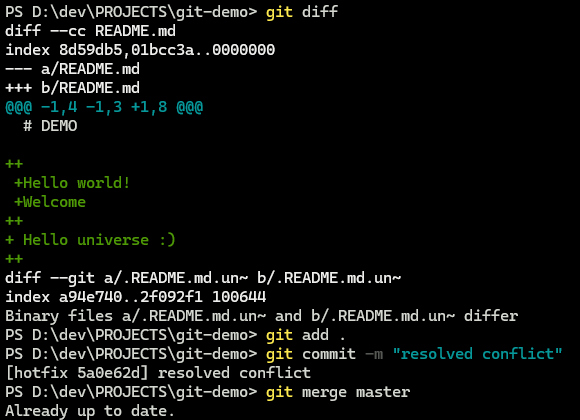 PS D:\dev\PROJECTS\git-demo> git diff
diff --cc README.md
index 8d59db5,01bcc3a..0000000
--- a/README.md
+++ b/README.md
@@@ -1,4 -1,3 +1,8 @@@
  # DEMO
++
 +Hello world!
 +Welcome
++
+ Hello universe :)
++
diff --git a/.README.md.un~ b/.README.md.un~
index a94e740..2f092f1 100644
Binary files a/.README.md.un~ and b/.README.md.un~ differ
PS D:\dev\PROJECTS\git-demo> git add .
PS D:\dev\PROJECTS\git-demo> git commit -m "resolved conflict"
[hotfix 5a0e62d] resolved conflict
PS D:\dev\PROJECTS\git-demo> git merge master
Already up to date.